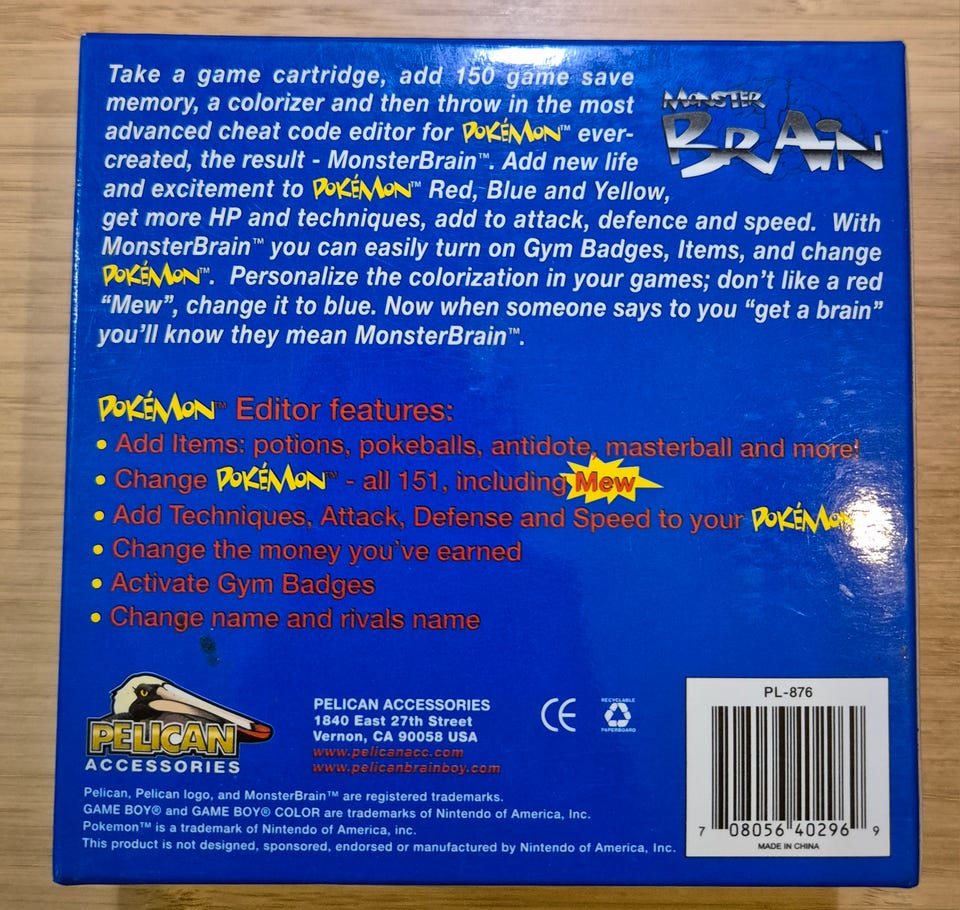 Take a game cartridge, add 150 game save
memory, a colorizer and then throw in the most
advanced cheat code editor for POKÉMON™ ever-
created, the result - MonsterBrain™. Add new life
and excitement to POKÉMON™ Red, Blue and Yellow,
get more HP and techniques, add to attack, defence and speed. With
MonsterBrain™ you can easily turn on Gym Badges, Items, and change
POKÉMON™. Personalize the colorization in your games; don't like a red
“Mew”, change it to blue. Now when someone says to you “get a brain”
you'll know they mean MonsterBrain™.
MONSTER
BRAIN™
POKÉMON™ Editor features:
• Add Items: potions, pokeballs, antidote, masterball and more!
• Change POKÉMON™ - all 151, including Mew
• Add Techniques, Attack, Defense and Speed to your POKÉMON
• Change the money you've earned
• Activate Gym Badges
• Change name and rivals name
PELICAN
ACCESSORIES
PELICAN ACCESSORIES
1840 East 27th Street
Vernon, CA 90058 USA
www.pelicanacc.com
www.pelicanbrainboy.com
CE
RECYCLABLE
PAPERBOARD
Pelican, Pelican logo, and MonsterBrain™ are registered trademarks.
GAME BOY® and GAME BOY® COLOR are trademarks of Nintendo of America, Inc.
Pokemon™ is a trademark of Nintendo of America, inc.
This product is not designed, sponsored, endorsed or manufactured by Nintendo of America, Inc.
PL-876
7 08056 40296 9
MADE IN CHINA